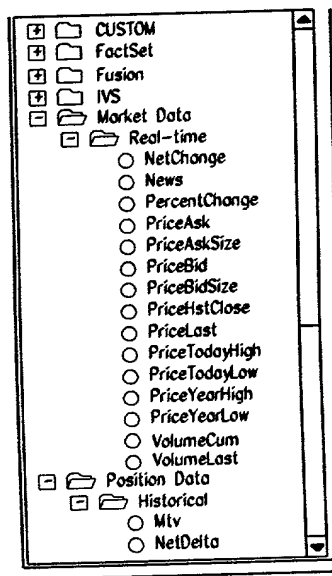 CUSTOM
FactSet
Fusion
IVS
Market Data
Real-time
NetChange
News
PercentChange
PriceAsk
PriceAskSize
PriceBid
PriceBidSize
PriceHstClose
PriceLast
PriceTodayHigh
PriceTodayLow
PriceYearHigh
PriceYearLow
VolumeCum
VolumeLast
Position Data
Historical
Mtv
NetDelta